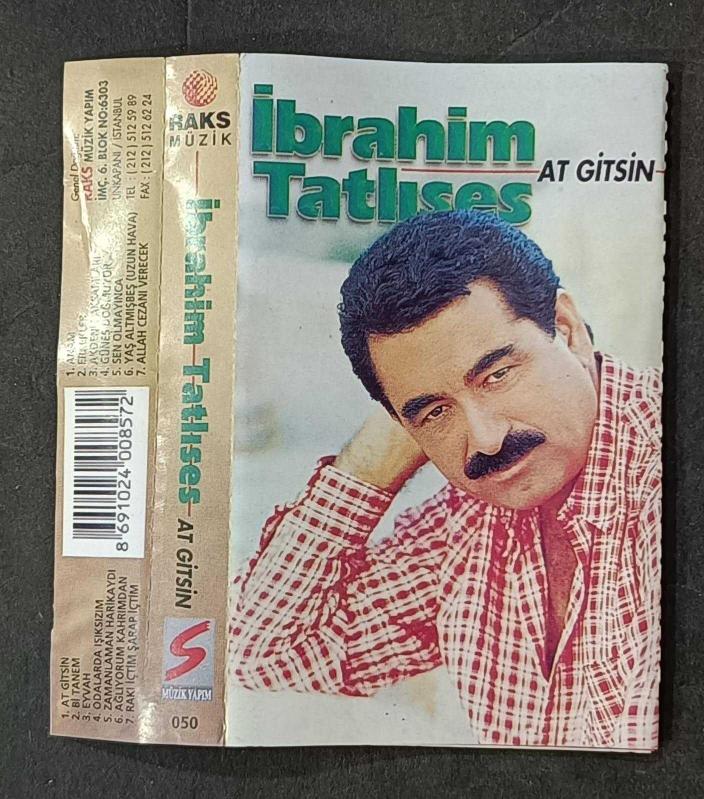 İbrahim
Tatlıses
AT GİTSİN
RAKS
MÜZİK
İbrahim Tatlıses AT GİTSİN
S
MÜZİK YAPIM
050
RAKS MÜZİK YAPIM
İMÇ. 6. BLOK NO:6303
UNKAPANI / İSTANBUL
TEL : (212) 512 59 89
FAX : (212) 512 62 24
3. AKDENİZ AKŞAMLARI
4. GÜNEŞ DOĞMUYOR
5. SEN OLMAYINCA
6. YAŞ ALTMIŞBEŞ (UZUN HAVA)
7. ALLAH CEZANI VERECEK
8 691024 008572
1. AT GİTSİN
2. Bİ TANEM
3. EYVAH
4. ODALARDA IŞIKSIZIM
5. ZAMANLAMAN HARİKAYDI
6. AĞLIYORUM KAHRIMDAN
7. RAKI İÇTİM ŞARAP İÇTİM